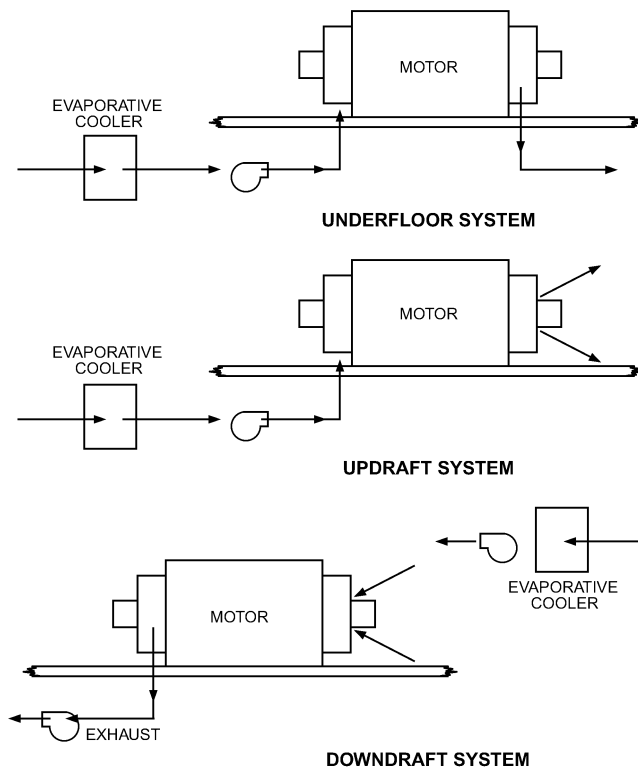 MOTOR
EVAPORATIVE
COOLER
UNDERFLOOR SYSTEM
MOTOR
EVAPORATIVE
COOLER
UPDRAFT SYSTEM
EVAPORATIVE
COOLER
MOTOR
EXHAUST
DOWNDRAFT SYSTEM